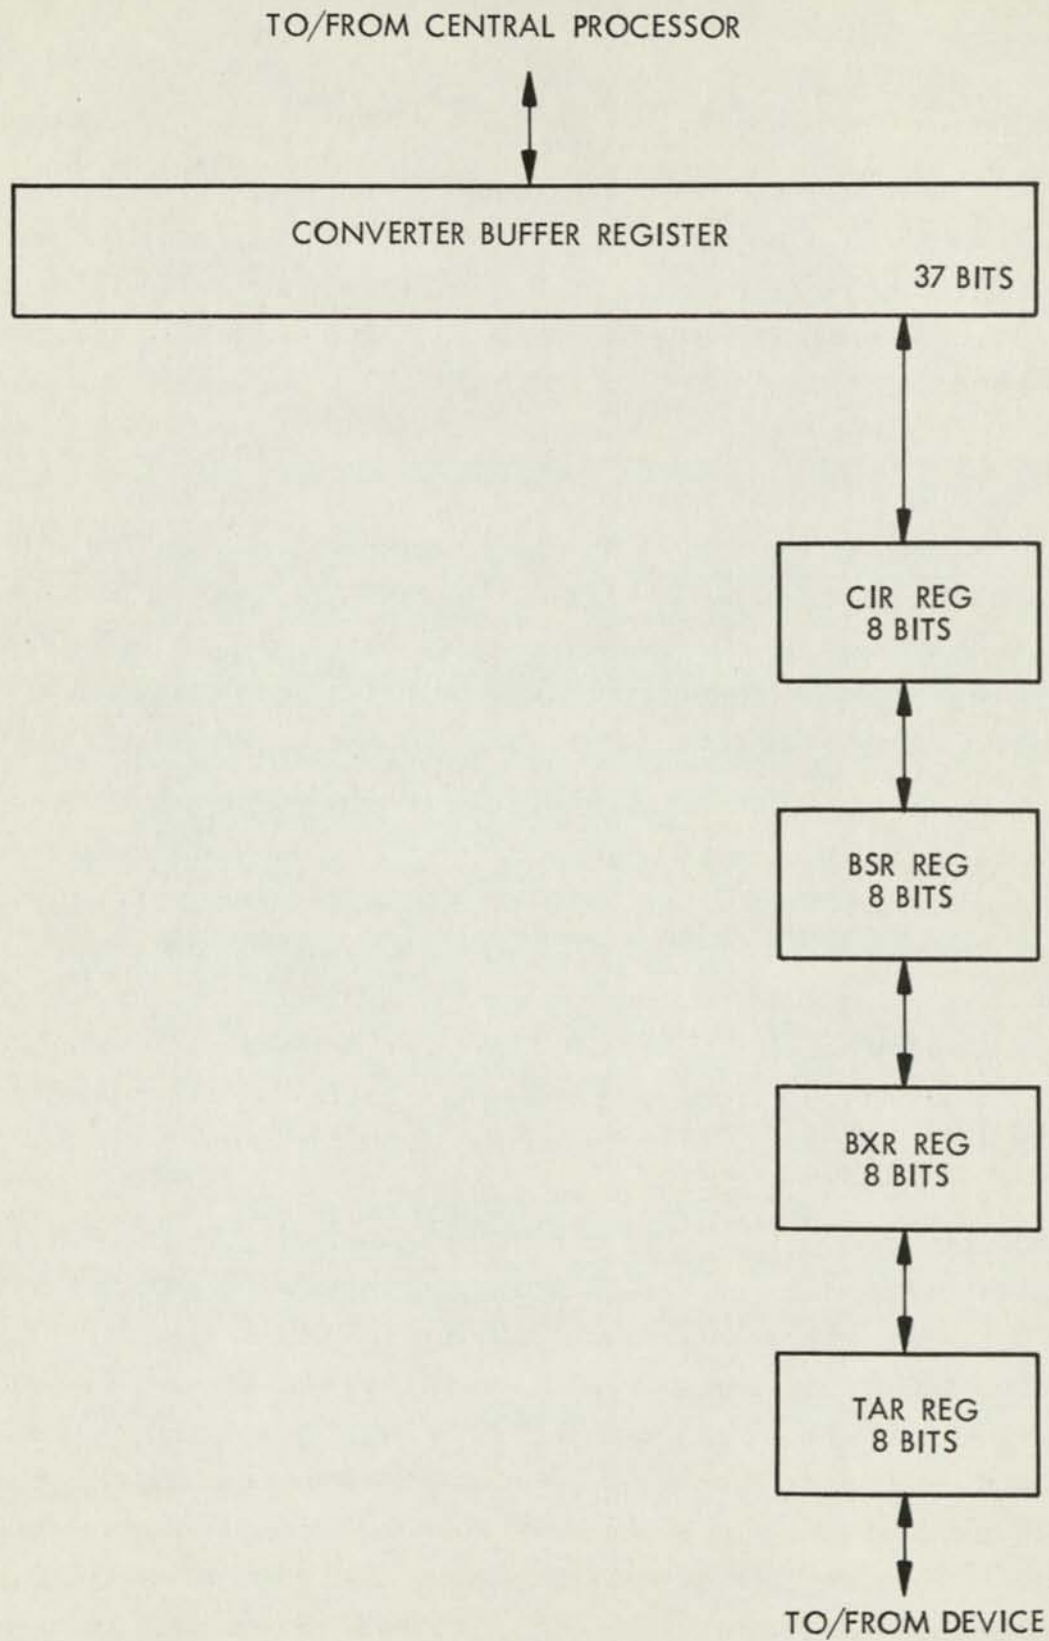 TO/FROM CENTRAL PROCESSOR
CONVERTER BUFFER REGISTER
37 BITS
CIR REG
8 BITS
BSR REG
8 BITS
BXR REG
8 BITS
TAR REG
8 BITS
TO/FROM DEVICE